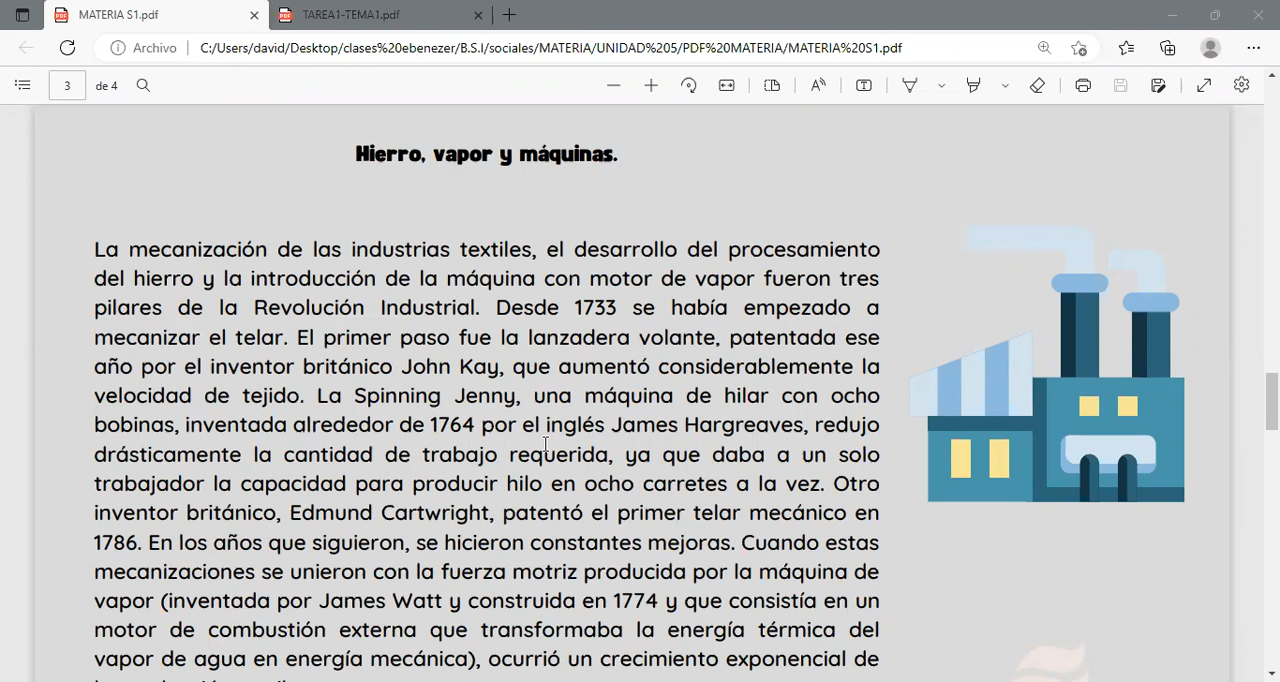 MATERIA S1.pdf
TAREA1-TEMA1.pdf
Archivo
C:/Users/david/Desktop/clases%20ebenezer/B.S.I/sociales/MATERIA/UNIDAD%205/PDF%20MATERIA/MATERIA%20S1.pdf
3 de 4
Hierro, vapor y máquinas.
La mecanización de las industrias textiles, el desarrollo del procesamiento
del hierro y la introducción de la máquina con motor de vapor fueron tres
pilares de la Revolución Industrial. Desde 1733 se había empezado a
mecanizar el telar. El primer paso fue la lanzadera volante, patentada ese
año por el inventor británico John Kay, que aumentó considerablemente la
velocidad de tejido. La Spinning Jenny, una máquina de hilar con ocho
bobinas, inventada alrededor de 1764 por el inglés James Hargreaves, redujo
drásticamente la cantidad de trabajo requerida, ya que daba a un solo
trabajador la capacidad para producir hilo en ocho carretes a la vez. Otro
inventor británico, Edmund Cartwright, patentó el primer telar mecánico en
1786. En los años que siguieron, se hicieron constantes mejoras. Cuando estas
mecanizaciones se unieron con la fuerza motriz producida por la máquina de
vapor (inventada por James Watt y construida en 1774 y que consistía en un
motor de combustión externa que transformaba la energía térmica del
vapor de agua en energía mecánica), ocurrió un crecimiento exponencial de